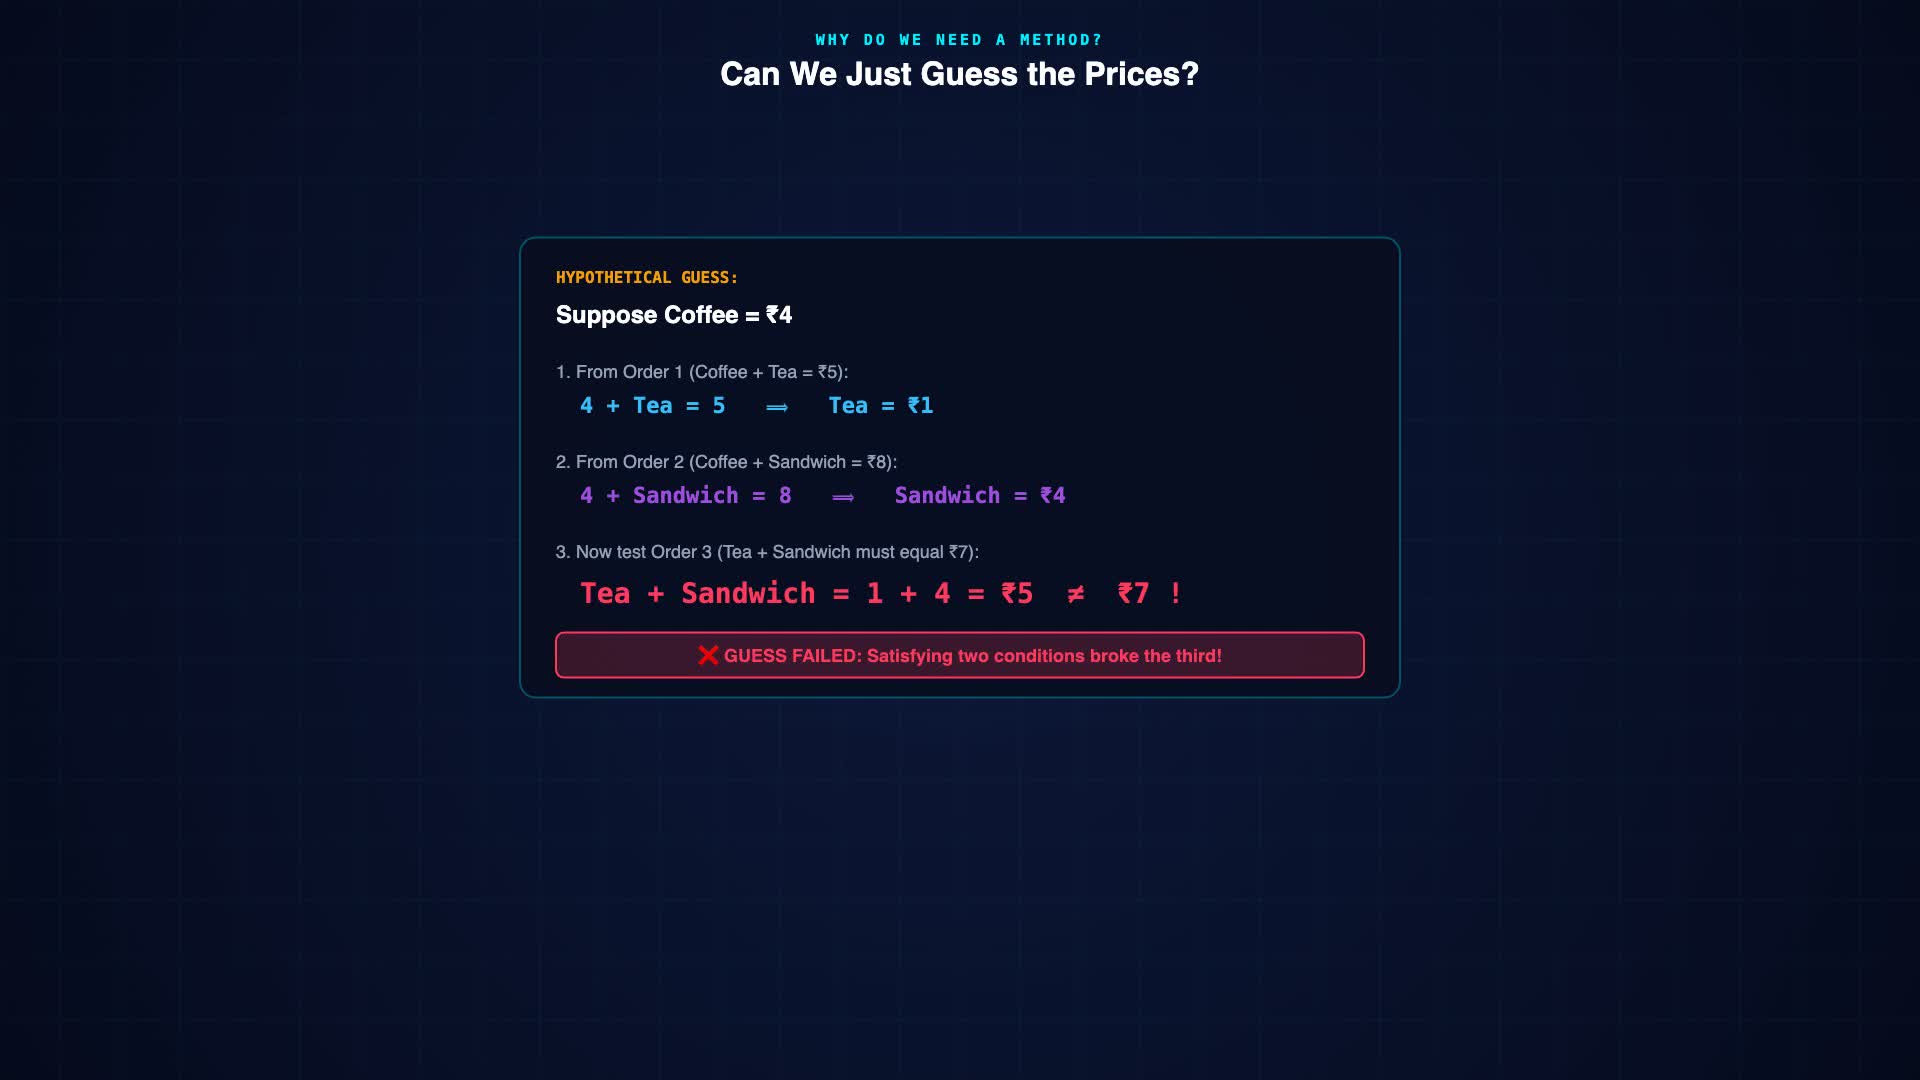 WHY DO WE NEED A METHOD?
Can We Just Guess the Prices?
HYPOTHETICAL GUESS:
Suppose Coffee = ₹4
1. From Order 1 (Coffee + Tea = ₹5):
4 + Tea = 5 ⟹ Tea = ₹1
2. From Order 2 (Coffee + Sandwich = ₹8):
4 + Sandwich = 8 ⟹ Sandwich = ₹4
3. Now test Order 3 (Tea + Sandwich must equal ₹7):
Tea + Sandwich = 1 + 4 = ₹5 ≠ ₹7 !
❌ GUESS FAILED: Satisfying two conditions broke the third!